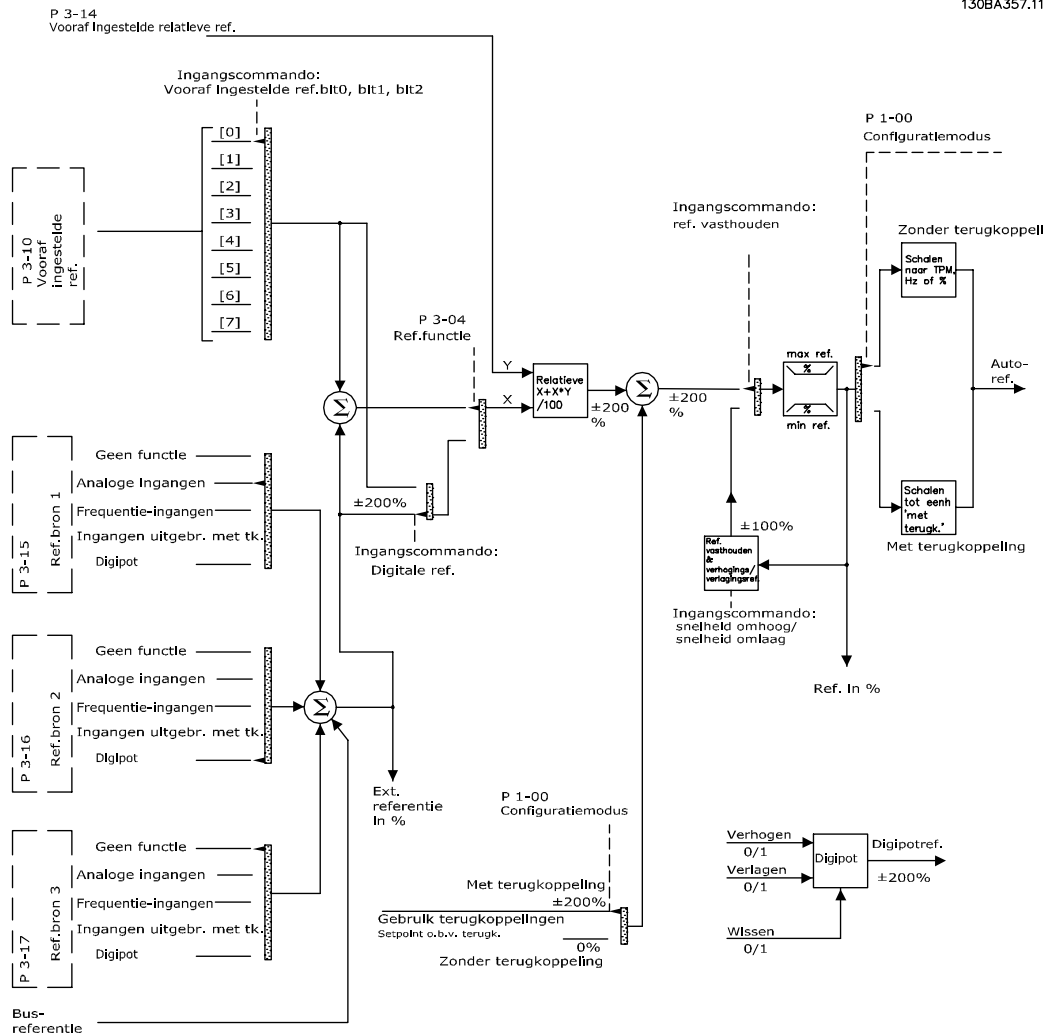 130BA357.11
P 3-14
Vooraf ingestelde relatieve ref.
Ingangscommando:
Vooraf ingestelde ref.bit0, bit1, bit2
[0]
[1]
[2]
[3]
[4]
[5]
[6]
[7]
P 3-10
Vooraf
ingestelde
ref.
P 1-00
Configuratiemodus
Ingangscommando:
ref. vasthouden
Zonder terugkoppell
Schalen
naar TPM,
Hz of %
P 3-04
Ref.functie
Y
X
Relatieve
X+X*Y
/100
±200
%
Σ
±200
%
max ref.
%
%
min ref.
Auto-
ref.
Σ
P 3-15
Ref.bron 1
Geen functie
Analoge ingangen
Frequentie-ingangen
Ingangen uitgebr. met tk.
Digipot
±200%
Ingangscommando:
Digitale ref.
Schalen
tot eenh
'met
terugk.'
Met terugkoppeling
±100%
Ref.
vasthouden
&
verhogings/
verlagingsref.
Ingangscommando:
snelheid omhoog/
snelheid omlaag
Ref. in %
P 3-16
Ref.bron 2
Geen functie
Analoge ingangen
Frequentie-ingangen
Ingangen uitgebr. met tk.
Digipot
Σ
Ext.
referentie
in %
P 3-17
Ref.bron 3
Geen functie
Analoge ingangen
Frequentie-ingangen
Ingangen uitgebr. met tk.
Digipot
Bus-
referentie
P 1-00
Configuratiemodus
Met terugkoppeling
±200%
Gebruik terugkoppelingen
Setpoint o.b.v. terugk.
0%
Zonder terugkoppeling
Verhogen
0/1
Verlagen
0/1
Wissen
0/1
Digipot
Digipotref.
±200%